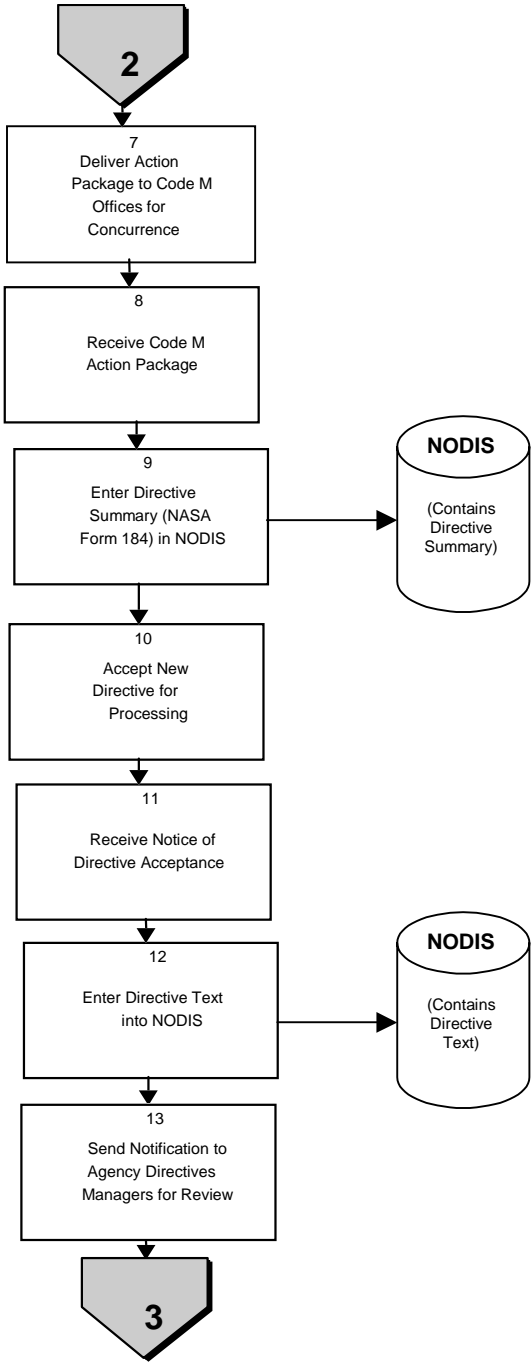 2
7
Deliver Action
Package to Code M
Offices for
Concurrence
8
Receive Code M
Action Package
9
Enter Directive
Summary (NASA
Form 184) in NODIS
NODIS
(Contains
Directive
Summary)
10
Accept New
Directive for
Processing
11
Receive Notice of
Directive Acceptance
12
Enter Directive Text
into NODIS
NODIS
(Contains
Directive
Text)
13
Send Notification to
Agency Directives
Managers for Review
3